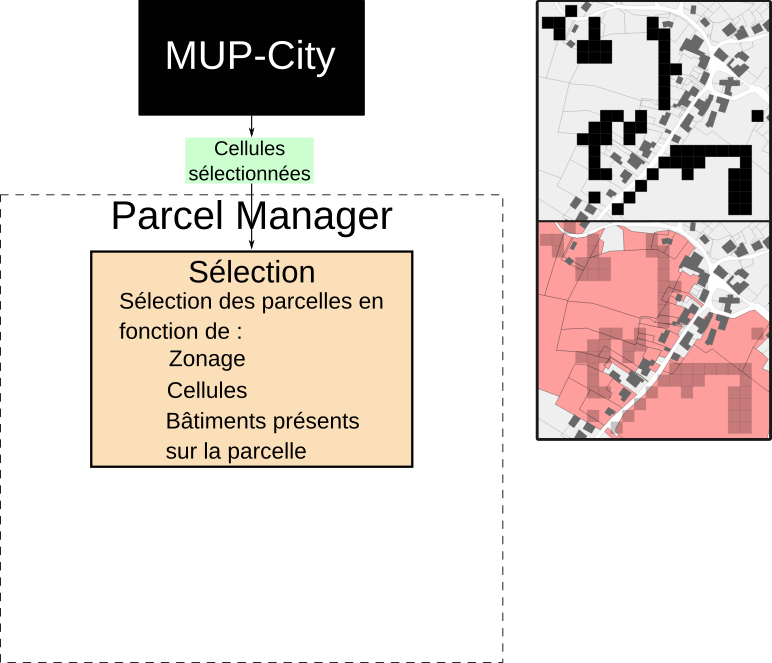 MUP-City
Cellules
sélectionnées
Parcel Manager
Sélection
Sélection des parcelles en
fonction de :
Zonage
Cellules
Bâtiments présents
sur la parcelle